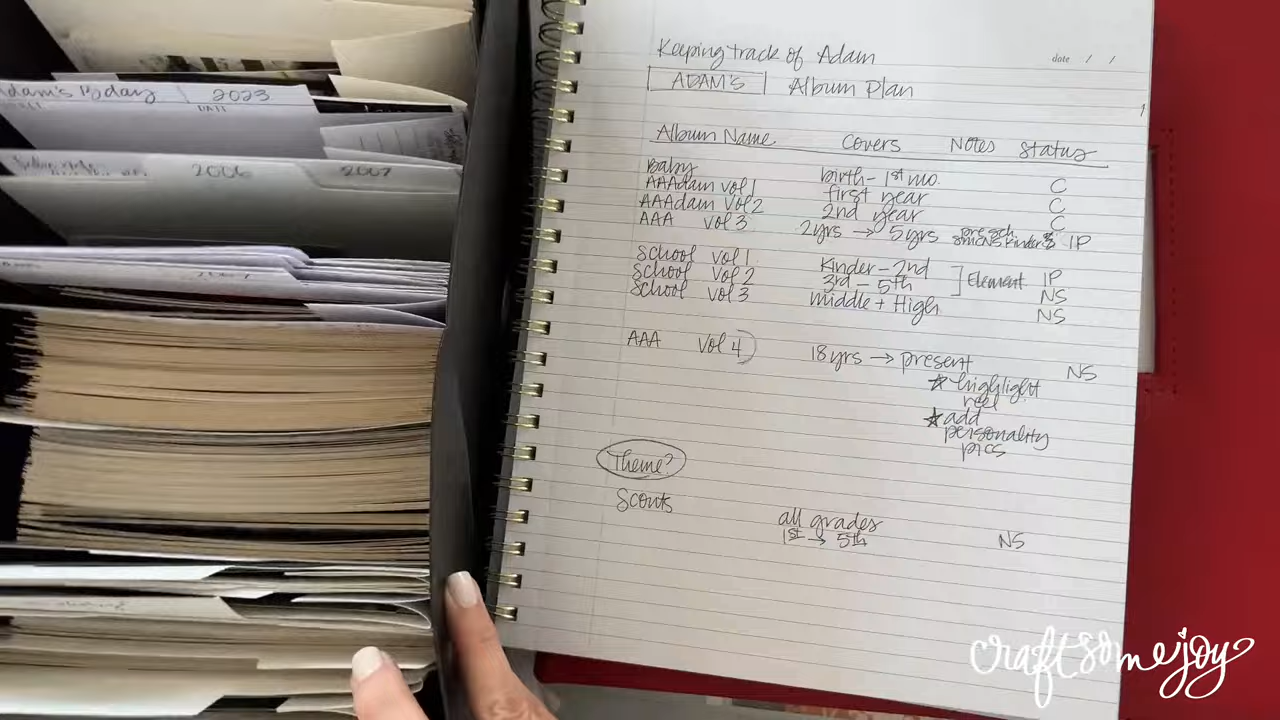 Adam's Bday 2023
DATE
2006 2007
Keeping track of Adam
date / /
ADAM'S Album Plan
Album Name Covers Notes Status
Baby birth - 1st mo. C
AAAdam vol 1 first year C
AAAdam vol 2 2nd year C
AAA vol 3 2yrs → 5yrs IP
School vol 1 Kinder - 2nd Element IP
School vol 2 3rd - 5th NS
School vol 3 middle + High NS
AAA vol 4 18yrs → present NS
☆ highlight
reel
☆ add
personality
pics
Theme?
Scouts
all grades
1st → 5th NS
craftsomejoy